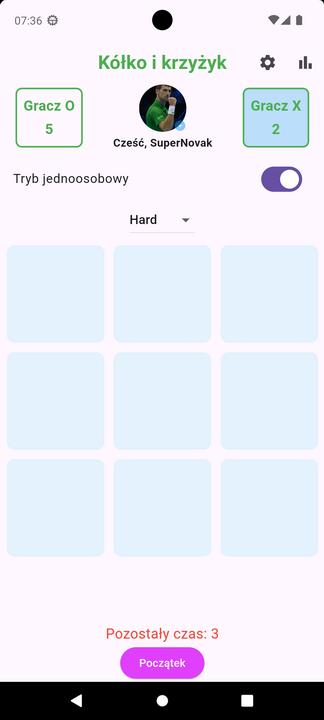 07:36
Kółko i krzyżyk
Gracz O
5
Cześć, SuperNovak
Gracz X
2
Tryb jednoosobowy
Hard
Pozostały czas: 3
Początek